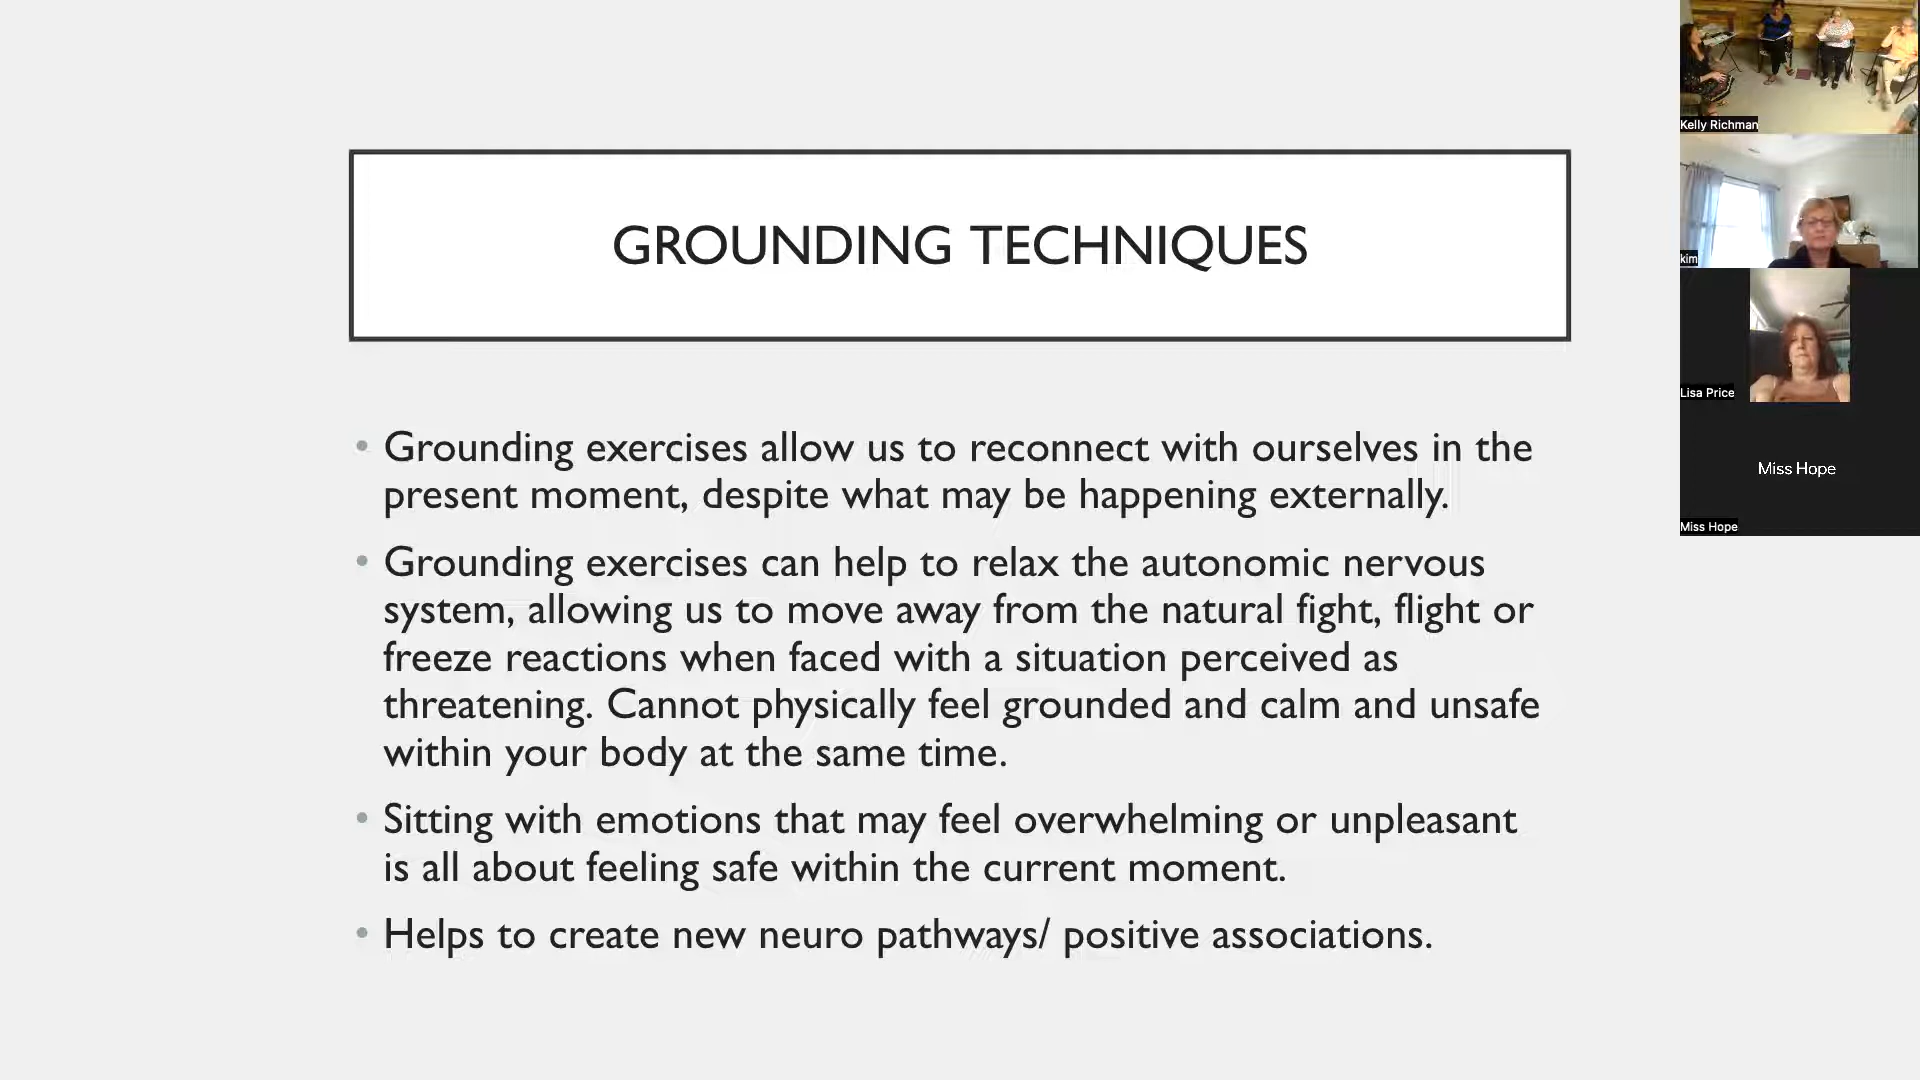 GROUNDING TECHNIQUES
• Grounding exercises allow us to reconnect with ourselves in the
present moment, despite what may be happening externally.
• Grounding exercises can help to relax the autonomic nervous
system, allowing us to move away from the natural fight, flight or
freeze reactions when faced with a situation perceived as
threatening. Cannot physically feel grounded and calm and unsafe
within your body at the same time.
• Sitting with emotions that may feel overwhelming or unpleasant
is all about feeling safe within the current moment.
• Helps to create new neuro pathways/ positive associations.
Kelly Richman
kim
Lisa Price
Miss Hope
Miss Hope